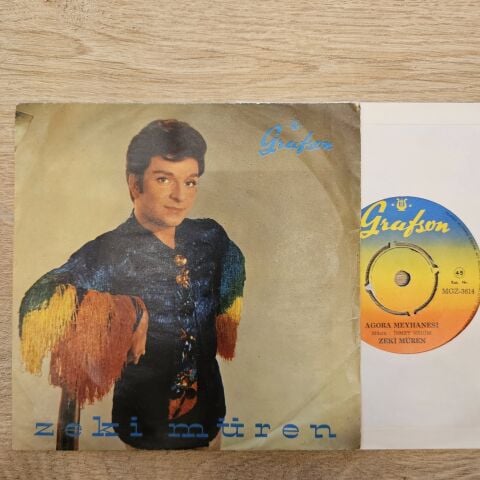 Grafson
zeki müren
Grafson
45
MGZ-3614
AGORA MEYHANESİ
ZEKİ MÜREN